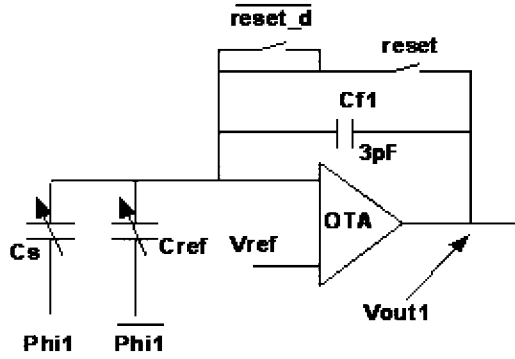 reset_d
reset
Cf1
3pF
OTA
Cs
Cref
Vref
Vout1
Phi1
Phi1